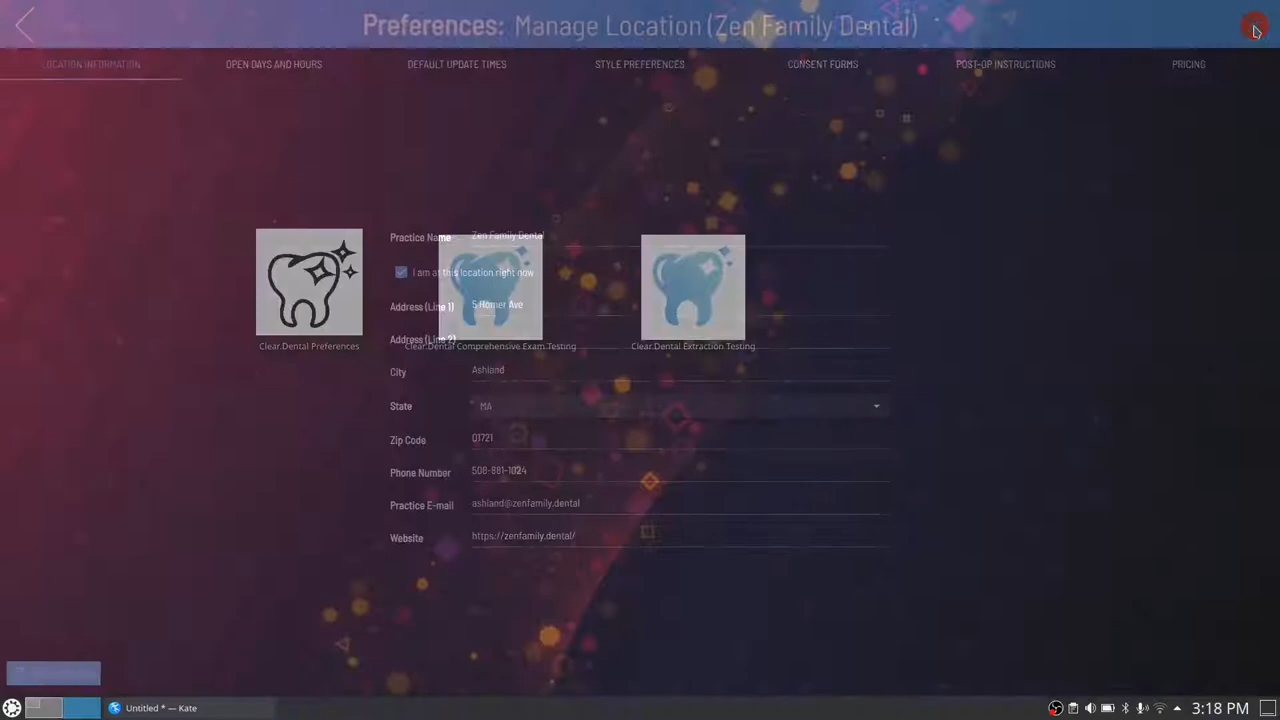 Preferences: Manage Location (Zen Family Dental)
LOCATION INFORMATION OPEN DAYS AND HOURS DEFAULT UPDATE TIMES STYLE PREFERENCES CONSENT FORMS POST-OP INSTRUCTIONS PRICING
Practice Name Zen Family Dental
I am at this location right now
Address (Line 1) 5 Homer Ave
Address (Line 2)
Clear.Dental Preferences Clear.Dental Comprehensive Exam Testing Clear.Dental Extraction Testing
City Ashland
State MA
Zip Code 01721
Phone Number 508-881-1024
Practice E-mail ashland@zenfamily.dental
Website https://zenfamily.dental/
Untitled * — Kate 3:18 PM